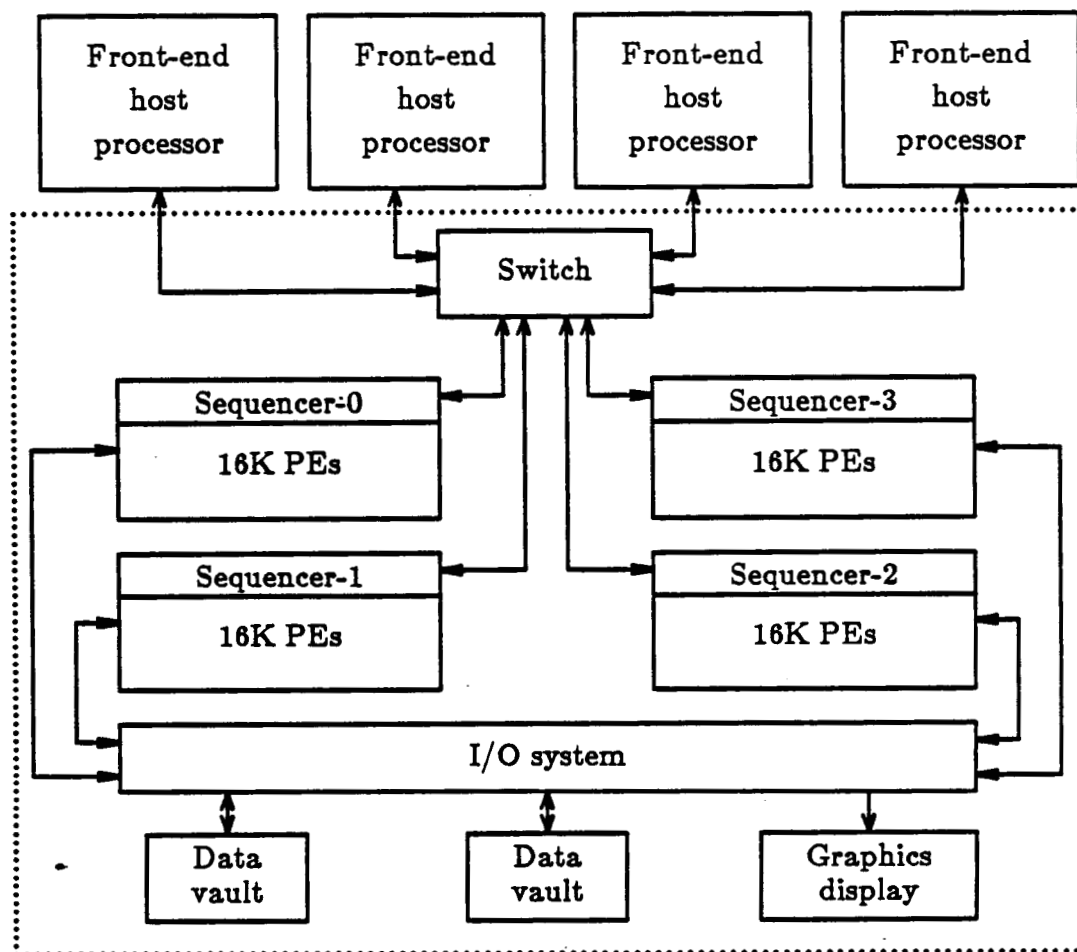 Front-end
host
processor
Front-end
host
processor
Front-end
host
processor
Front-end
host
processor
Switch
Sequencer-0
16K PEs
Sequencer-3
16K PEs
Sequencer-1
16K PEs
Sequencer-2
16K PEs
I/O system
Data
vault
Data
vault
Graphics
display